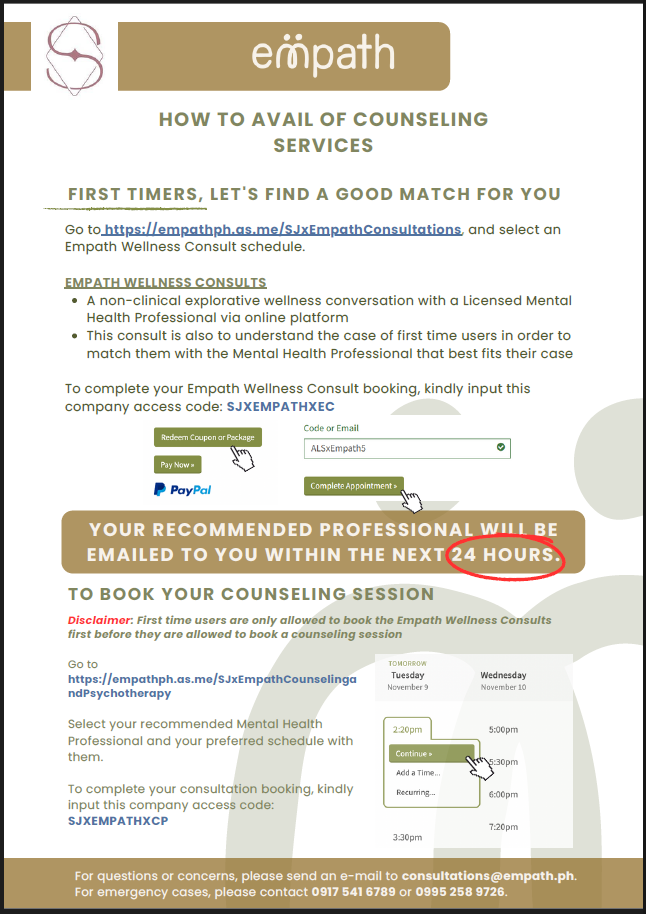 empath
HOW TO AVAIL OF COUNSELING
SERVICES
FIRST TIMERS, LET'S FIND A GOOD MATCH FOR YOU
Go to https://empathph.as.me/SJxEmpathConsultations, and select an
Empath Wellness Consult schedule.
EMPATH WELLNESS CONSULTS
• A non-clinical explorative wellness conversation with a Licensed Mental
Health Professional via online platform
• This consult is also to understand the case of first time users in order to
match them with the Mental Health Professional that best fits their case
To complete your Empath Wellness Consult booking, kindly input this
company access code: SJXEMPATHXEC
Redeem Coupon or Package
Pay Now »
PayPal
Code or Email
ALSxEmpath5
Complete Appointment »
YOUR RECOMMENDED PROFESSIONAL WILL BE
EMAILED TO YOU WITHIN THE NEXT 24 HOURS.
TO BOOK YOUR COUNSELING SESSION
Disclaimer: First time users are only allowed to book the Empath Wellness Consults
first before they are allowed to book a counseling session
Go to
https://empathph.as.me/SJxEmpathCounselinga
ndPsychotherapy
Select your recommended Mental Health
Professional and your preferred schedule with
them.
To complete your consultation booking, kindly
input this company access code:
SJXEMPATHXCP
TOMORROW
Tuesday
November 9
2:20pm
Continue »
Add a Time...
Recurring...
3:30pm
Wednesday
November 10
5:00pm
5:30pm
6:00pm
7:20pm
For questions or concerns, please send an e-mail to consultations@empath.ph.
For emergency cases, please contact 0917 541 6789 or 0995 258 9726.